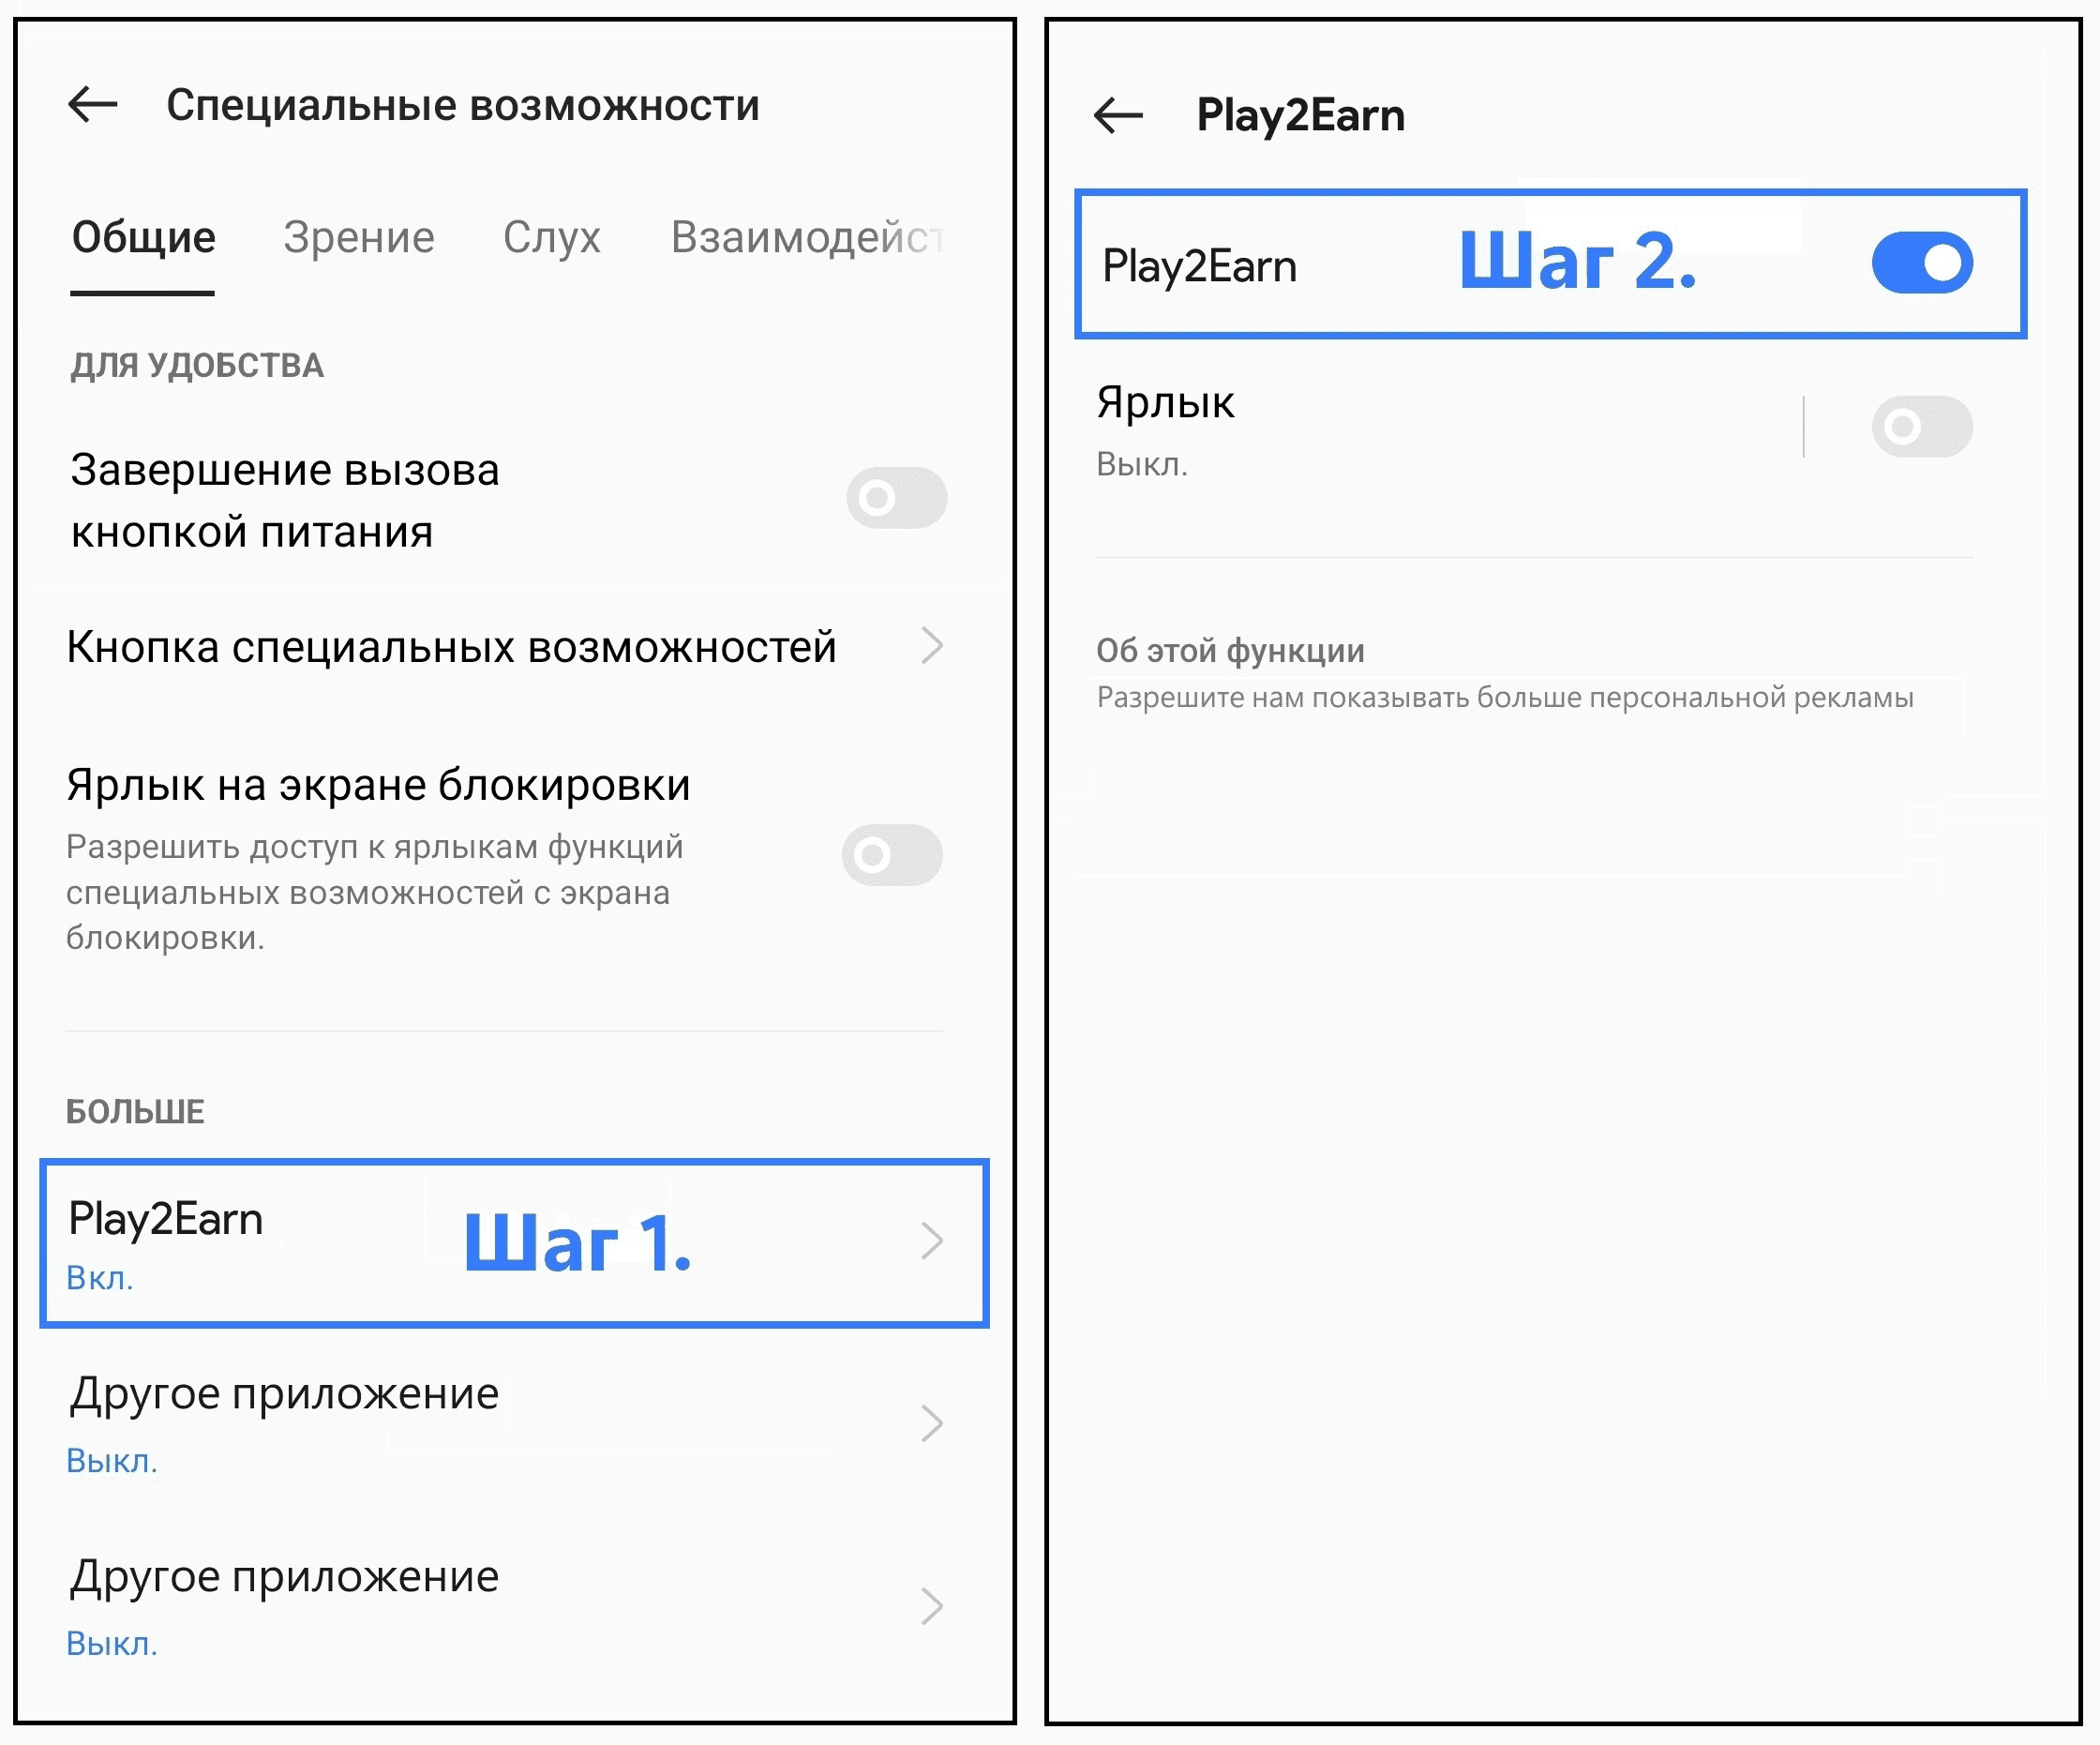 Специальные возможности
Общие Зрение Слух Взаимодейст
ДЛЯ УДОБСТВА
Завершение вызова
кнопкой питания
Кнопка специальных возможностей
Ярлык на экране блокировки
Разрешить доступ к ярлыкам функций
специальных возможностей с экрана
блокировки.
БОЛЬШЕ
Play2Earn
Шаг 1.
Вкл.
Другое приложение
Выкл.
Другое приложение
Выкл.
Play2Earn
Play2Earn Шаг 2.
Ярлык
Выкл.
Об этой функции
Разрешите нам показывать больше персональной рекламы